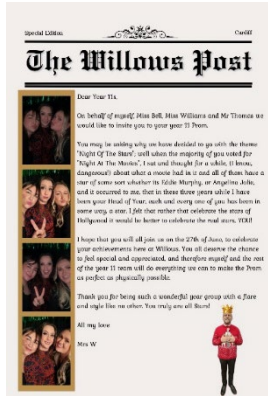 Special Edition
Cardiff
The Willows Post
Dear Year 11s,
On behalf of myself, Miss Bell, Miss Williams and Mr Thomas we
would like to invite you to your year 11 Prom.
You may be asking why we have decided to go with the theme
"Night Of The Stars"; well when the majority of you voted for
"Night At The Movies", I sat and thought for a while, (I know,
dangerous!) about what a movie had in it and all of them have a
star of some sort whether its Eddie Murphy, or Angelina Jolie,
and it occurred to me, that in these three years while I have
been your Head of Year, each and every one of you has been in
some way, a star. I felt that rather that celebrate the stars of
Hollywood it would be better to celebrate the real stars, YOU!
I hope that you will all join us on the 27th of June, to celebrate
your achievements here at Willows. You all deserve the chance
to feel special and appreciated, and therefore myself and the rest
of the year 11 team will do everything we can to make the Prom
as perfect as physically possible.
Thank you for being such a wonderful year group with a flare
and style like no other. You truly are all Stars!
All my love
Mrs W